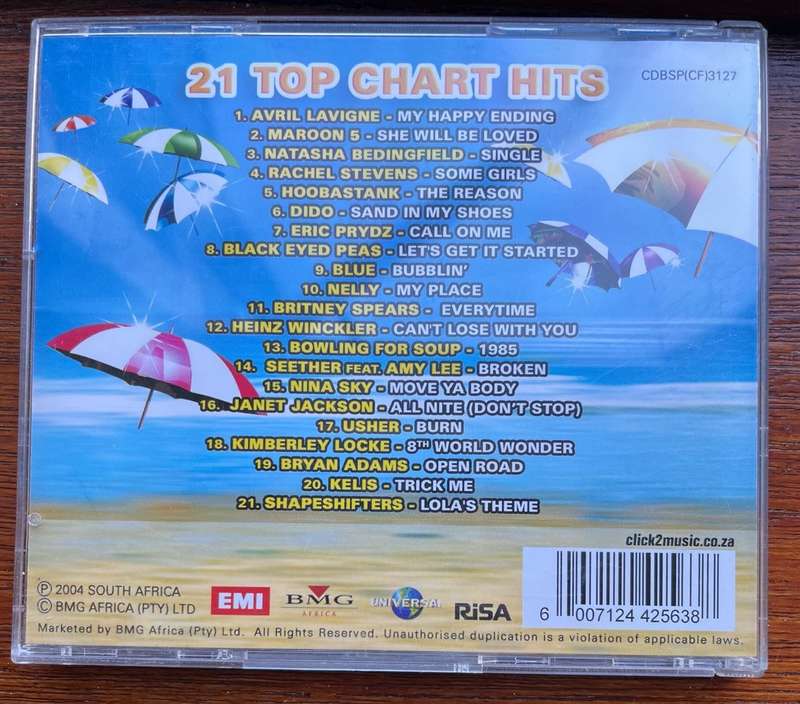 21 TOP CHART HITS
CDBSP(CF)3127
1. AVRIL LAVIGNE - MY HAPPY ENDING
2. MAROON 5 - SHE WILL BE LOVED
3. NATASHA BEDINGFIELD - SINGLE
4. RACHEL STEVENS - SOME GIRLS
5. HOOBASTANK - THE REASON
6. DIDO - SAND IN MY SHOES
7. ERIC PRYDZ - CALL ON ME
8. BLACK EYED PEAS - LET'S GET IT STARTED
9. BLUE - BUBBLIN'
10. NELLY - MY PLACE
11. BRITNEY SPEARS - EVERYTIME
12. HEINZ WINCKLER - CAN'T LOSE WITH YOU
13. BOWLING FOR SOUP - 1985
14. SEETHER FEAT. AMY LEE - BROKEN
15. NINA SKY - MOVE YA BODY
16. JANET JACKSON - ALL NITE (DON'T STOP)
17. USHER - BURN
18. KIMBERLEY LOCKE - 8TH WORLD WONDER
19. BRYAN ADAMS - OPEN ROAD
20. KELIS - TRICK ME
21. SHAPESHIFTERS - LOLA'S THEME
click2music.co.za
℗ 2004 SOUTH AFRICA
© BMG AFRICA (PTY) LTD
EMI
BMG
AFRICA
UNIVERSAL
RiSA
6 007124 425638
Marketed by BMG Africa (Pty) Ltd. All Rights Reserved. Unauthorised duplication is a violation of applicable laws.